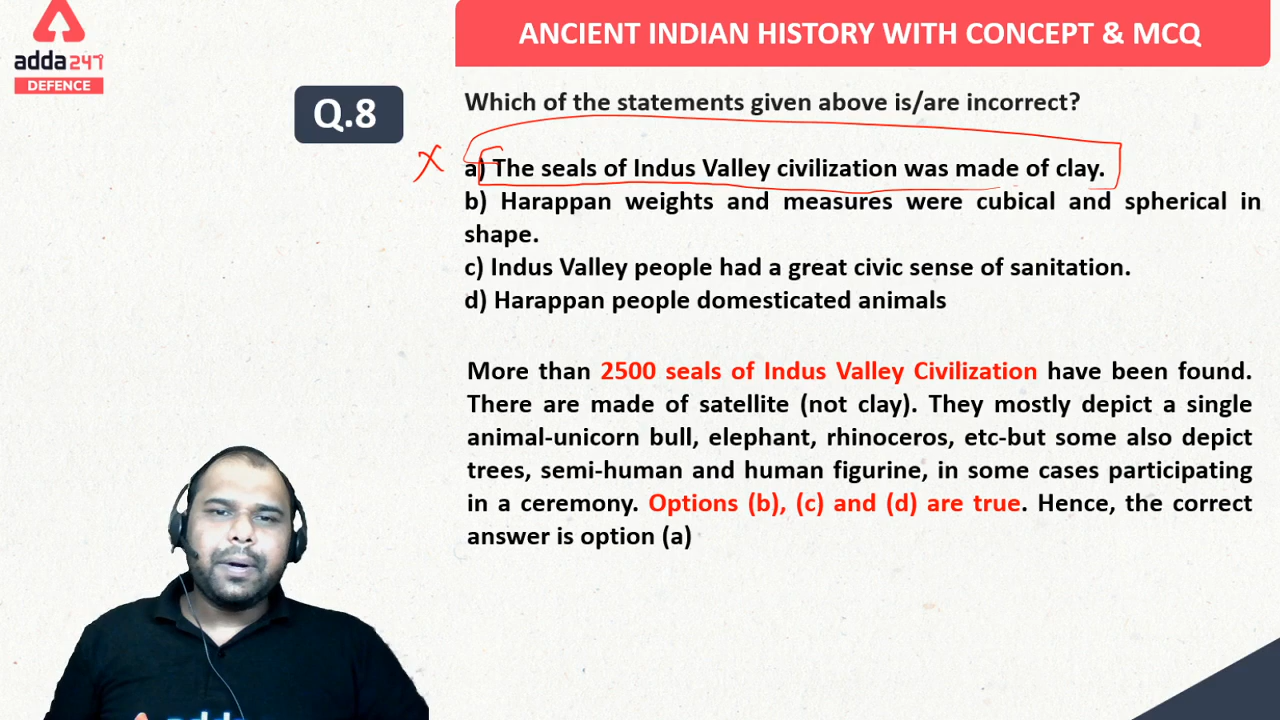 adda247
DEFENCE
ANCIENT INDIAN HISTORY WITH CONCEPT & MCQ
Q.8
Which of the statements given above is/are incorrect?
a) The seals of Indus Valley civilization was made of clay.
b) Harappan weights and measures were cubical and spherical in
shape.
c) Indus Valley people had a great civic sense of sanitation.
d) Harappan people domesticated animals
More than 2500 seals of Indus Valley Civilization have been found.
There are made of satellite (not clay). They mostly depict a single
animal-unicorn bull, elephant, rhinoceros, etc-but some also depict
trees, semi-human and human figurine, in some cases participating
in a ceremony. Options (b), (c) and (d) are true. Hence, the correct
answer is option (a)